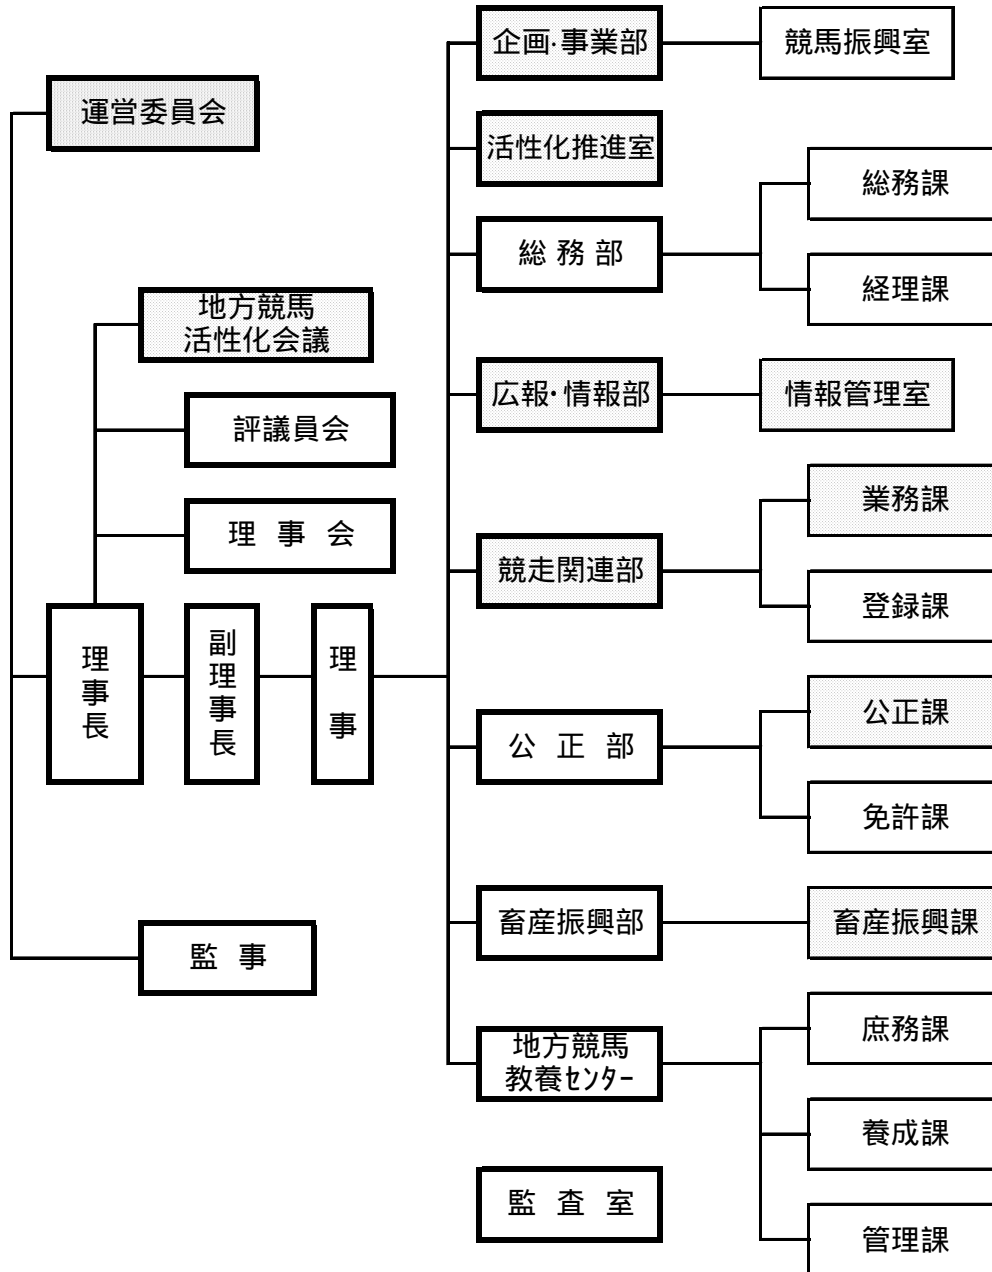 運営委員会
地方競馬
活性化会議
評議員会
理 事 会
理事長
副理事長
理 事
監 事
企画・事業部
競馬振興室
活性化推進室
総 務 部
総務課
経理課
広報・情報部
情報管理室
競走関連部
業務課
登録課
公 正 部
公正課
免許課
畜産振興部
畜産振興課
地方競馬
教養ｾﾝﾀｰ
庶務課
養成課
管理課
監 査 室